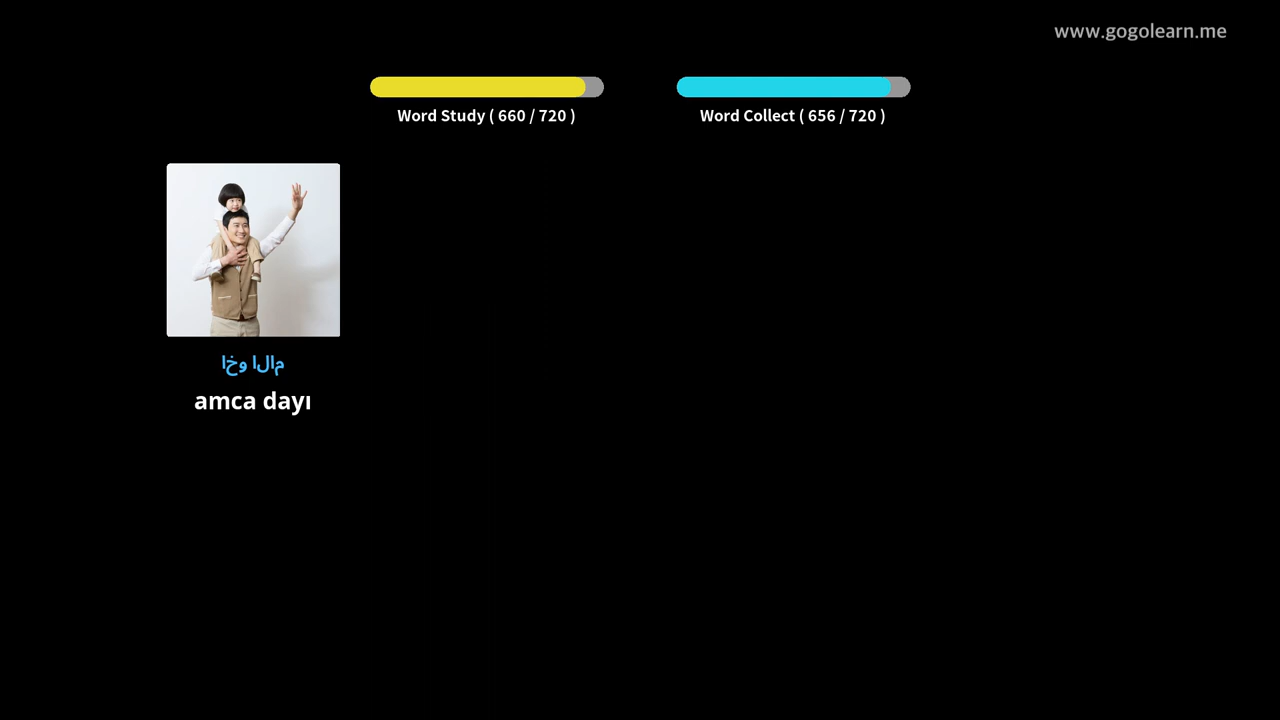 www.gogolearn.me
Word Study ( 660 / 720 )
Word Collect ( 656 / 720 )
اخو الام
amca dayı